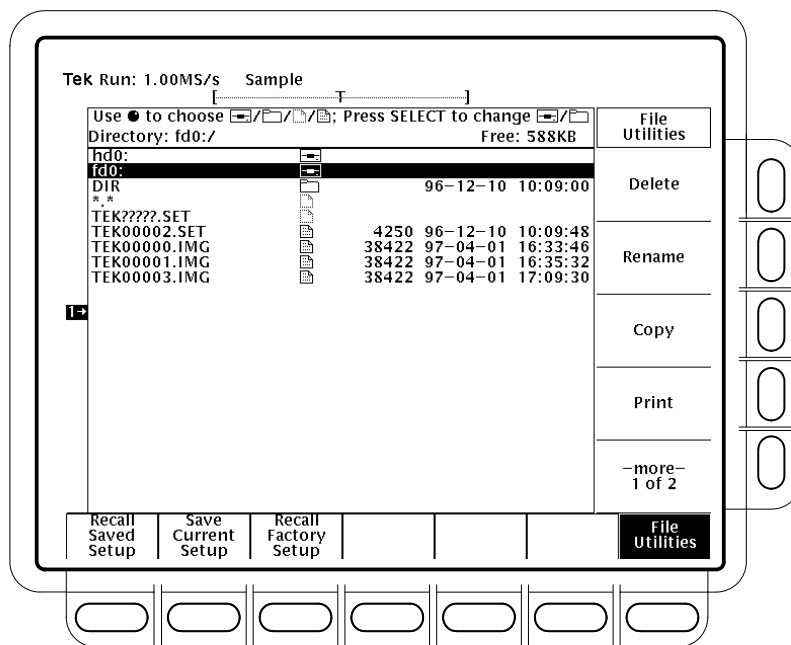 Tek Run: 1.00MS/s Sample
T
Use to choose / / / ; Press SELECT to change /
Directory: fd0:/ Free: 588KB
hd0:
fd0:
DIR 96-12-10 10:09:00
*.*
TEK?????.SET
TEK00002.SET 4250 96-12-10 10:09:48
TEK00000.IMG 38422 97-04-01 16:33:46
TEK00001.IMG 38422 97-04-01 16:35:32
TEK00003.IMG 38422 97-04-01 17:09:30
1→
File
Utilities
Delete
Rename
Copy
Print
-more-
1 of 2
Recall
Saved
Setup
Save
Current
Setup
Recall
Factory
Setup
File
Utilities